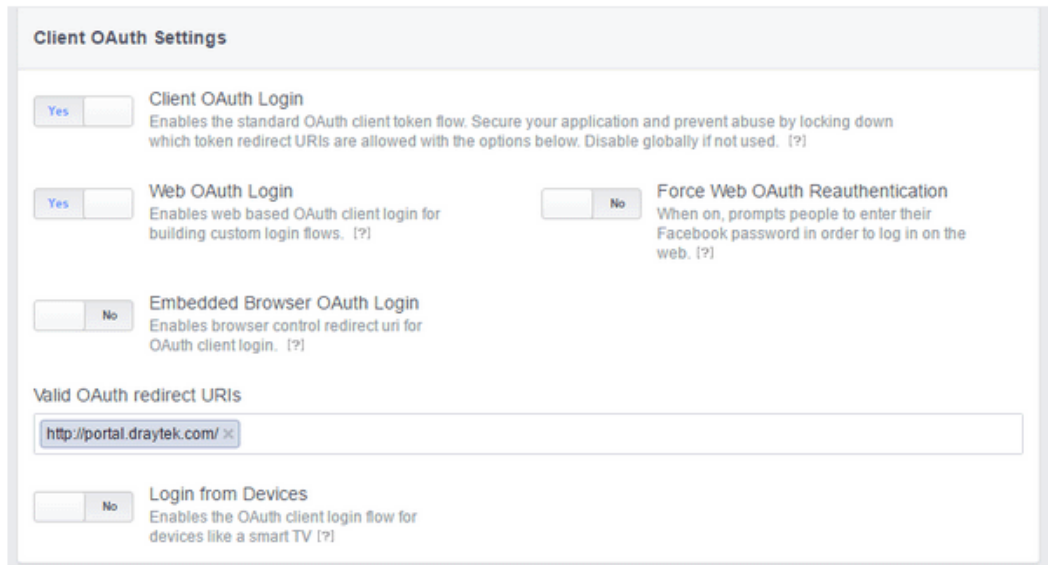 Client OAuth Settings
Yes
Client OAuth Login
Enables the standard OAuth client token flow. Secure your application and prevent abuse by locking down
which token redirect URIs are allowed with the options below. Disable globally if not used. [?]
Yes
Web OAuth Login
Enables web based OAuth client login for
building custom login flows. [?]
No
Force Web OAuth Reauthentication
When on, prompts people to enter their
Facebook password in order to log in on the
web. [?]
No
Embedded Browser OAuth Login
Enables browser control redirect uri for
OAuth client login. [?]
Valid OAuth redirect URIs
http://portal.draytek.com/ ×
No
Login from Devices
Enables the OAuth client login flow for
devices like a smart TV [?]